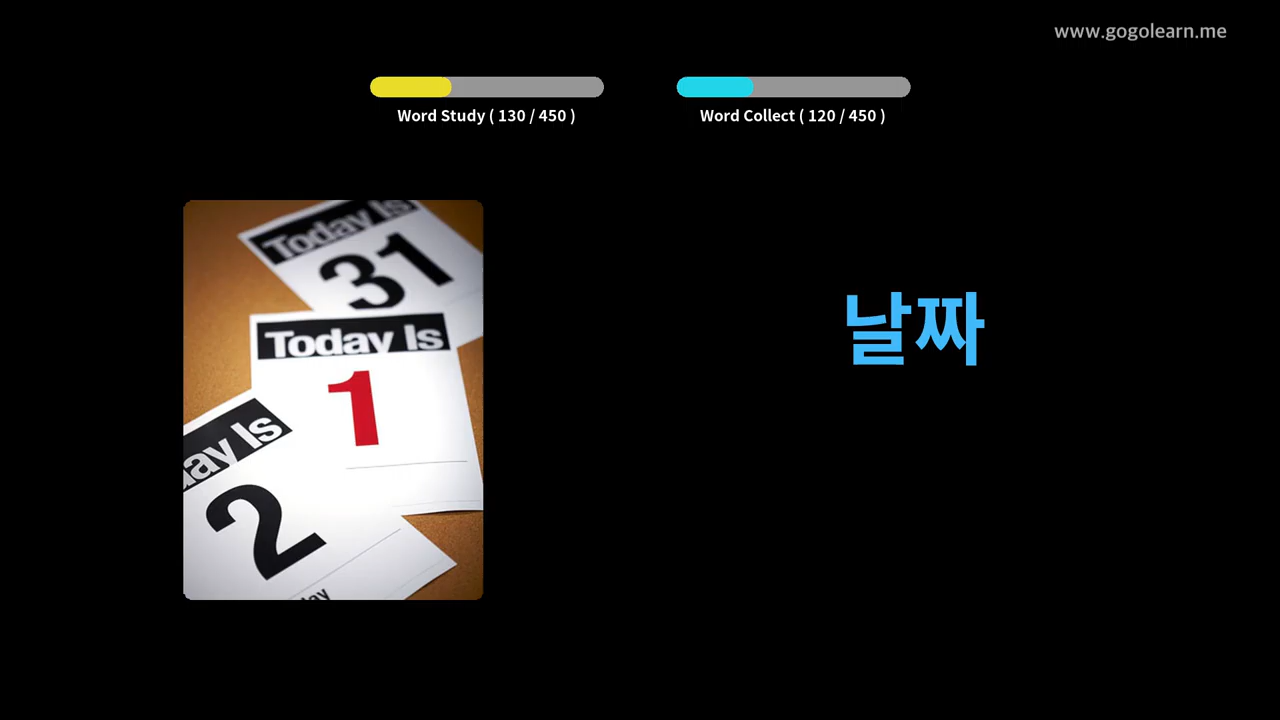 www.gogolearn.me
Word Study ( 130 / 450 )
Word Collect ( 120 / 450 )
Today Is
31
Today Is
1
day Is
2
날짜